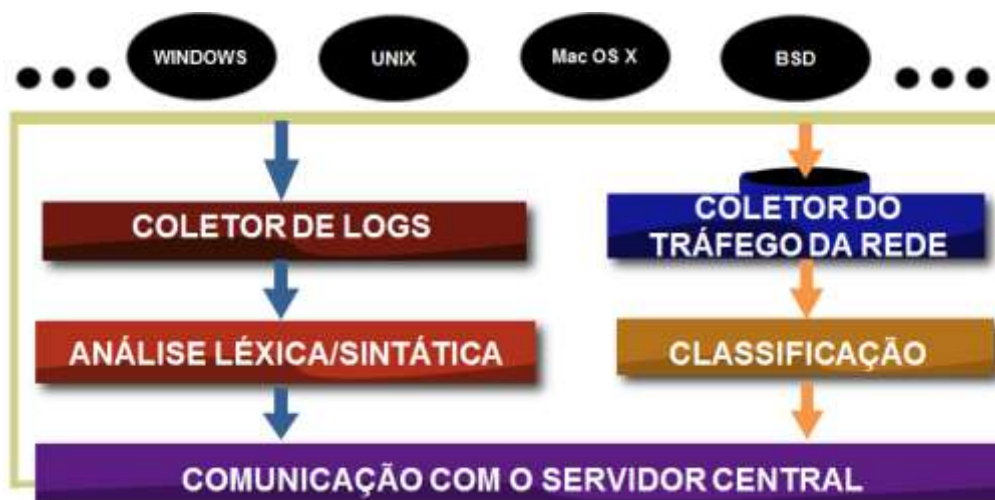 WINDOWS
UNIX
Mac OS X
BSD
COLETOR DE LOGS
COLETOR DO
TRÁFEGO DA REDE
ANÁLISE LÉXICA/SINTÁTICA
CLASSIFICAÇÃO
COMUNICAÇÃO COM O SERVIDOR CENTRAL